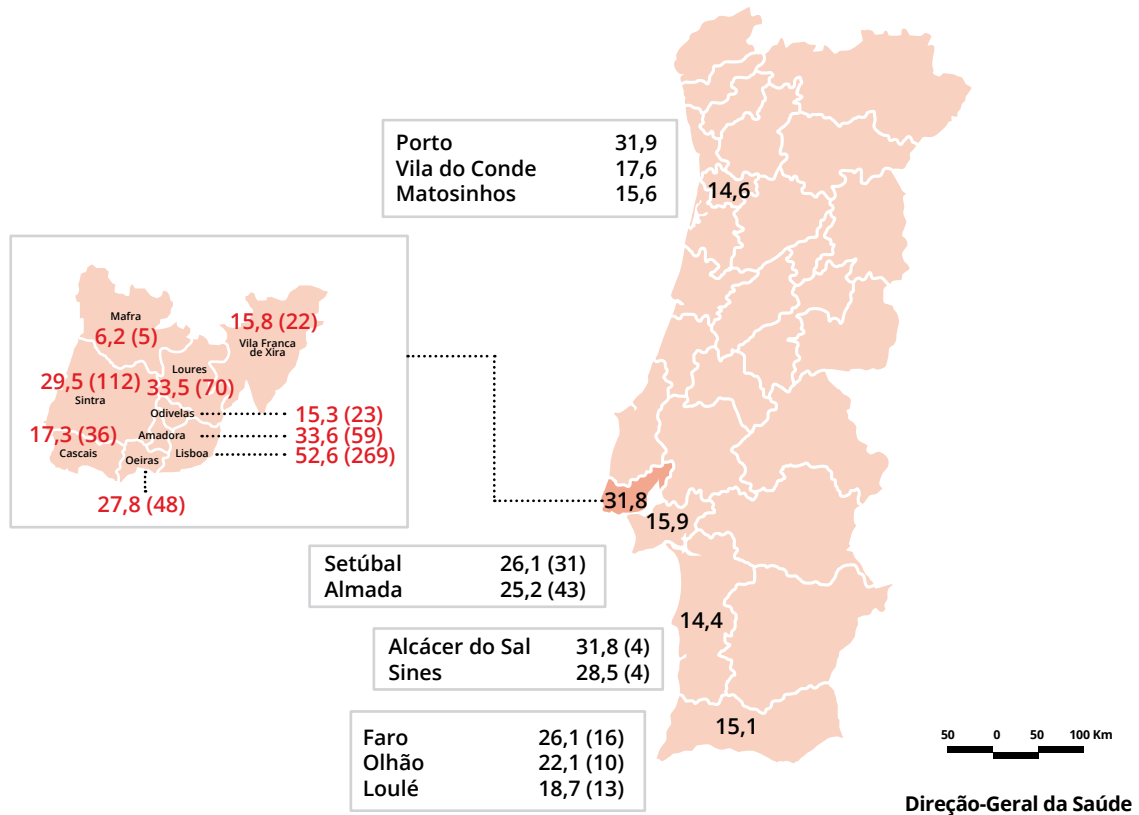 Porto 31,9
Vila do Conde 17,6
Matosinhos 15,6
14,6
Mafra
6,2 (5)
15,8 (22)
Vila Franca
de Xira
Loures
29,5 (112)
33,5 (70)
Sintra
Odivelas
15,3 (23)
17,3 (36)
Amadora
33,6 (59)
Cascais
Oeiras
Lisboa
52,6 (269)
27,8 (48)
31,8
15,9
Setúbal 26,1 (31)
Almada 25,2 (43)
14,4
Alcácer do Sal 31,8 (4)
Sines 28,5 (4)
15,1
Faro 26,1 (16)
Olhão 22,1 (10)
Loulé 18,7 (13)
50 0 50 100 Km
Direção-Geral da Saúde